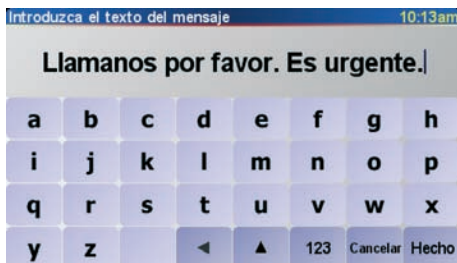 Introduzca el texto del mensaje 10:13am
Llamanos por favor. Es urgente.
a b c d e f g h
i j k l m n o p
q r s t u v w x
y z 123 Cancelar Hecho